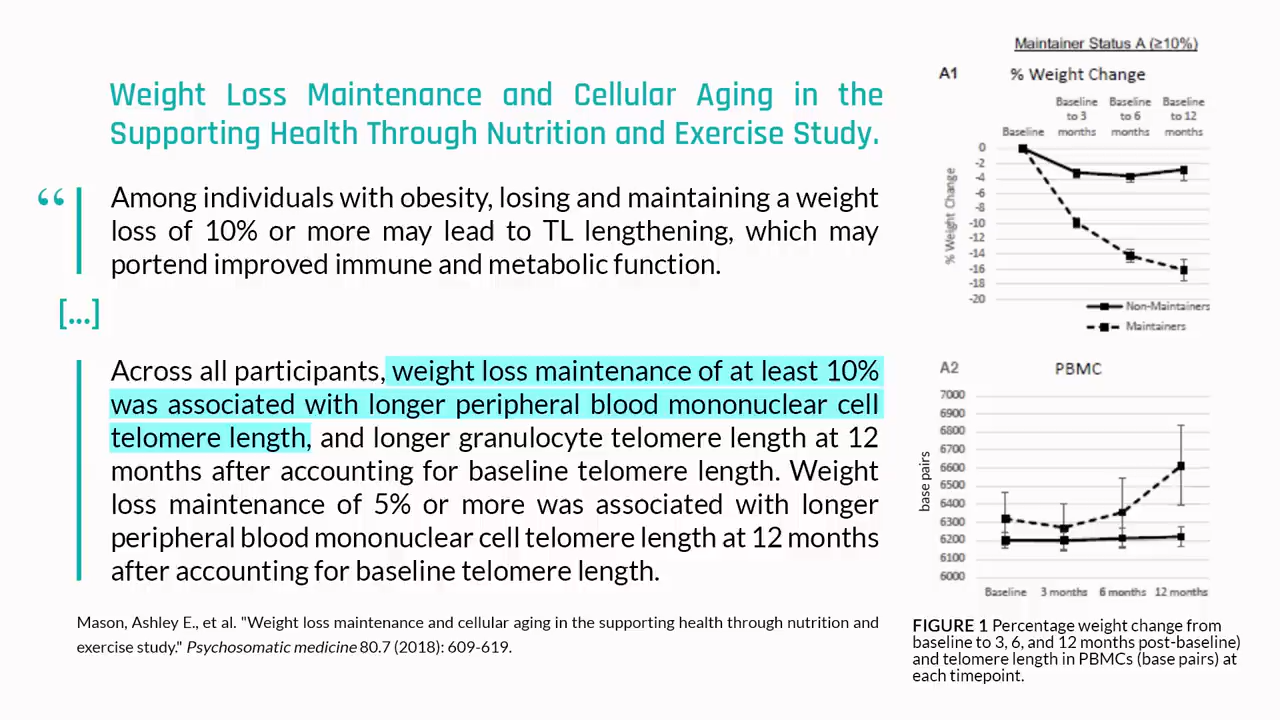 Weight Loss Maintenance and Cellular Aging in the
Supporting Health Through Nutrition and Exercise Study.
“
Among individuals with obesity, losing and maintaining a weight
loss of 10% or more may lead to TL lengthening, which may
portend improved immune and metabolic function.
[...]
Across all participants, weight loss maintenance of at least 10%
was associated with longer peripheral blood mononuclear cell
telomere length, and longer granulocyte telomere length at 12
months after accounting for baseline telomere length. Weight
loss maintenance of 5% or more was associated with longer
peripheral blood mononuclear cell telomere length at 12 months
after accounting for baseline telomere length.
Mason, Ashley E., et al. "Weight loss maintenance and cellular aging in the supporting health through nutrition and
exercise study." Psychosomatic medicine 80.7 (2018): 609-619.
Maintainer Status A (≥10%)
A1 % Weight Change
Baseline Baseline Baseline
to 3 to 6 to 12
Baseline months months months
% Weight Change
0
-2
-4
-6
-8
-10
-12
-14
-16
-18
-20
Non-Maintainers
Maintainers
A2 PBMC
base pairs
7000
6900
6800
6700
6600
6500
6400
6300
6200
6100
6000
Baseline 3 months 6 months 12 months
FIGURE 1 Percentage weight change from
baseline to 3, 6, and 12 months post-baseline)
and telomere length in PBMCs (base pairs) at
each timepoint.